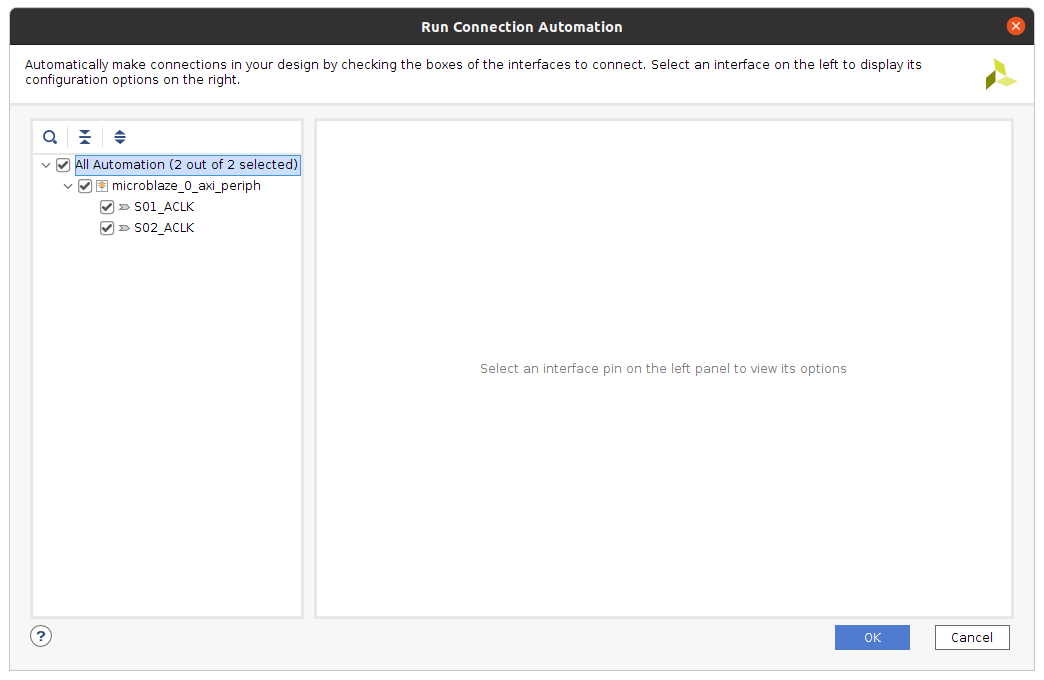 Run Connection Automation
Automatically make connections in your design by checking the boxes of the interfaces to connect. Select an interface on the left to display its
configuration options on the right.
All Automation (2 out of 2 selected)
microblaze_0_axi_periph
S01_ACLK
S02_ACLK
Select an interface pin on the left panel to view its options
?
OK
Cancel